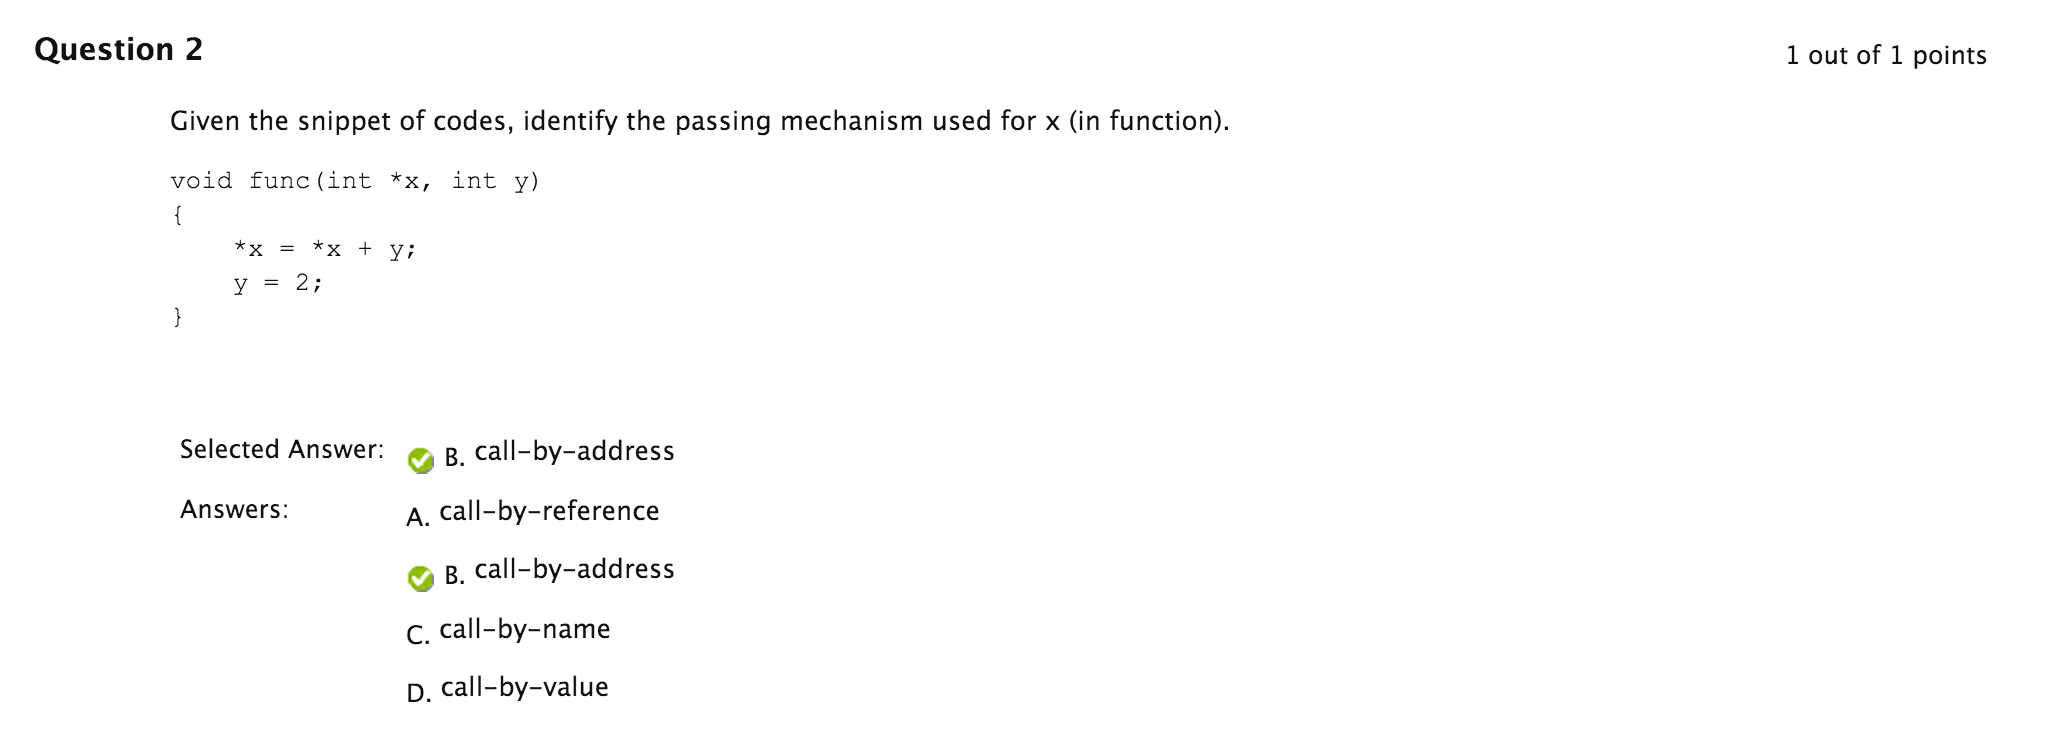 Question 2
1 out of 1 points
Given the snippet of codes, identify the passing mechanism used for x (in function).
void func(int *x, int y)
{
    *x = *x + y;
    y = 2;
}
Selected Answer: B. call-by-address
Answers: A. call-by-reference
B. call-by-address
C. call-by-name
D. call-by-value